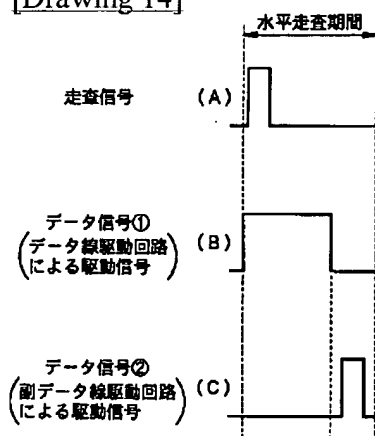 [Drawing 14]
水平走査期間
走査信号 (A)
データ信号①
(データ線駆動回路
による駆動信号) (B)
データ信号②
(副データ線駆動回路
による駆動信号) (C)